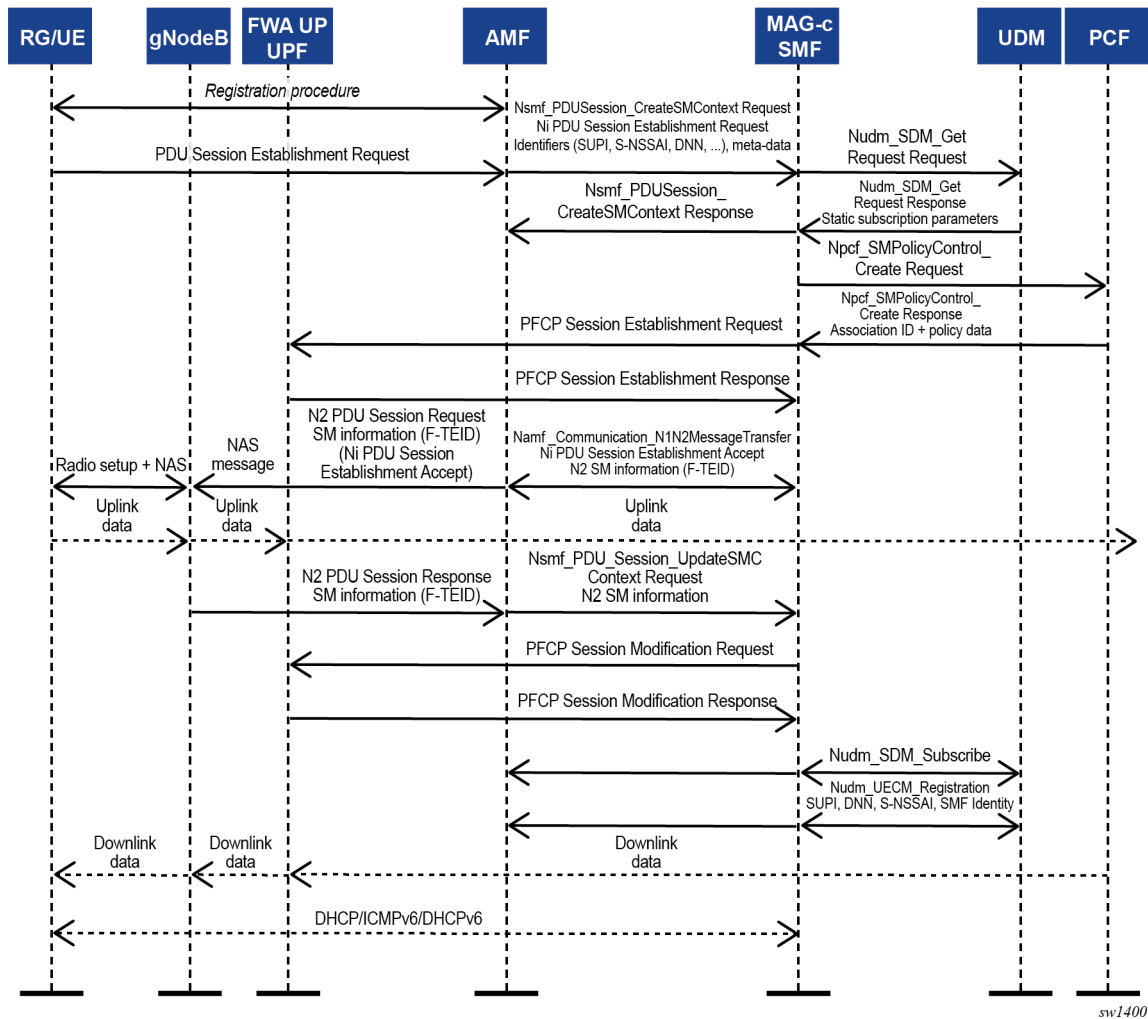 RG/UE
gNodeB
FWA UP
UPF
AMF
MAG-c
SMF
UDM
PCF
Registration procedure
Nsmf_PDUSession_CreateSMContext Request
Ni PDU Session Establishment Request
Identifiers (SUPI, S-NSSAI, DNN, ...), meta-data
PDU Session Establishment Request
Nudm_SDM_Get
Request Request
Nsmf_PDUSession_
CreateSMContext Response
Nudm_SDM_Get
Request Response
Static subscription parameters
Npcf_SMPolicyControl_
Create Request
Npcf_SMPolicyControl_
Create Response
Association ID + policy data
PFCP Session Establishment Request
PFCP Session Establishment Response
N2 PDU Session Request
SM information (F-TEID)
(Ni PDU Session
Establishment Accept)
Namf_Communication_N1N2MessageTransfer
Ni PDU Session Establishment Accept
N2 SM information (F-TEID)
NAS
message
Radio setup + NAS
Uplink
data
Uplink
data
Uplink
data
N2 PDU Session Response
SM information (F-TEID)
Nsmf_PDU_Session_UpdateSMC
Context Request
N2 SM information
PFCP Session Modification Request
PFCP Session Modification Response
Nudm_SDM_Subscribe
Nudm_UECM_Registration
SUPI, DNN, S-NSSAI, SMF Identity
Downlink
data
Downlink
data
Downlink
data
DHCP/ICMPv6/DHCPv6
sw1400